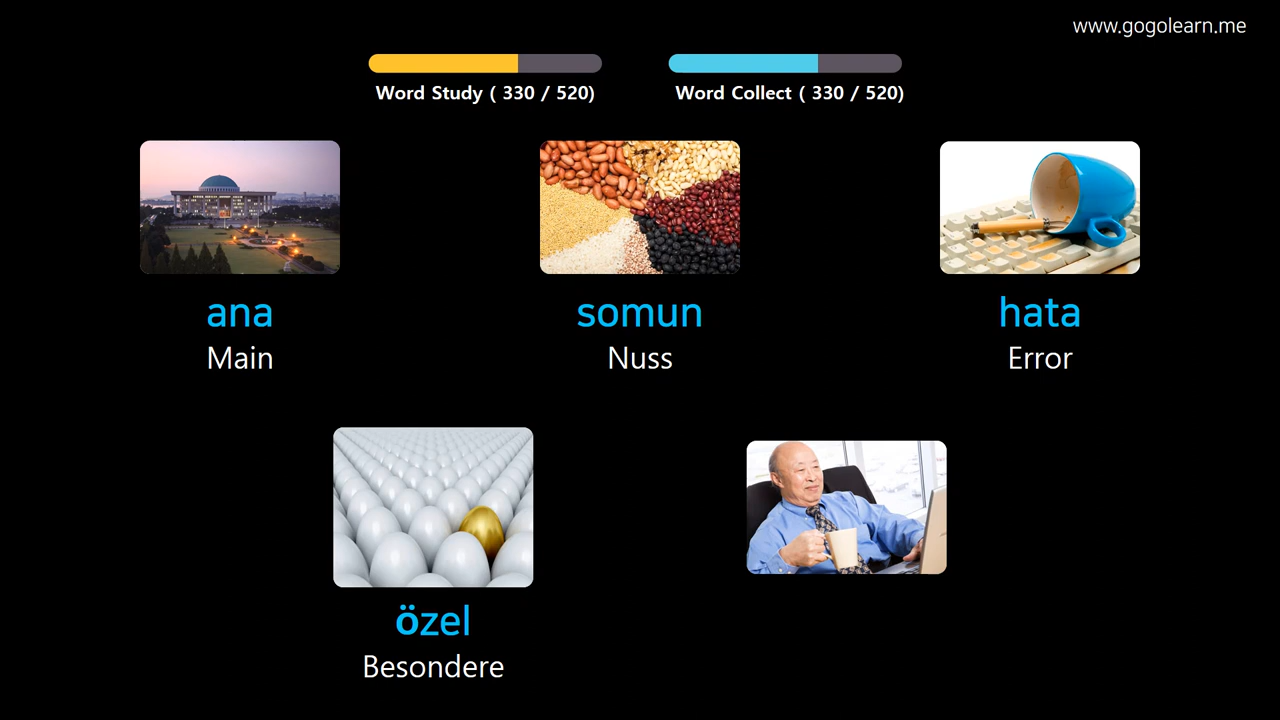 www.gogolearn.me
Word Study ( 330 / 520)
Word Collect ( 330 / 520)
ana
Main
somun
Nuss
hata
Error
özel
Besondere